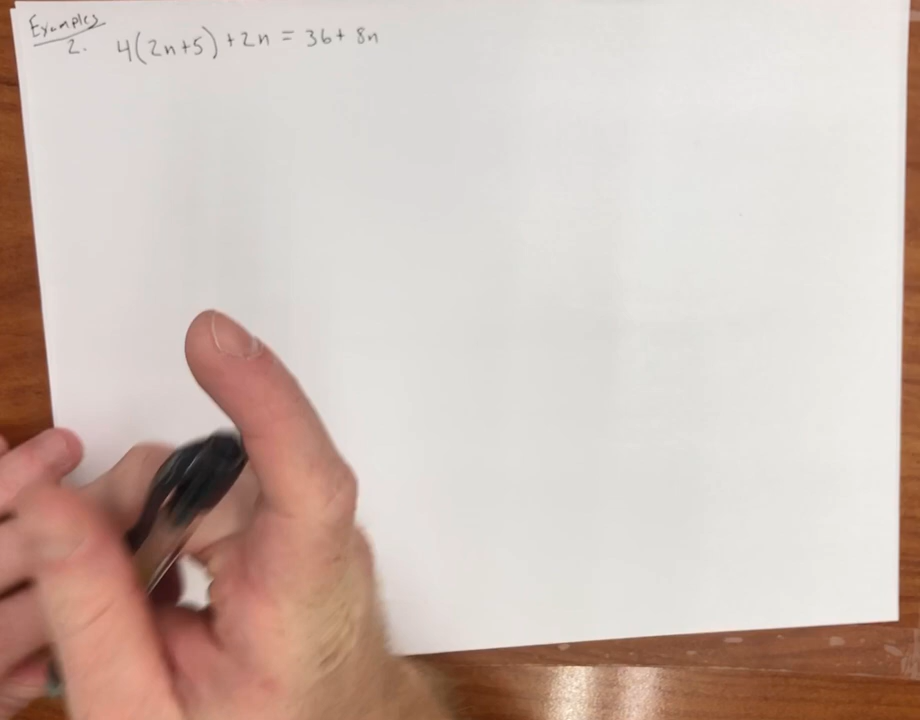 Examples
2. 4(2n+5)+2n = 36+8n